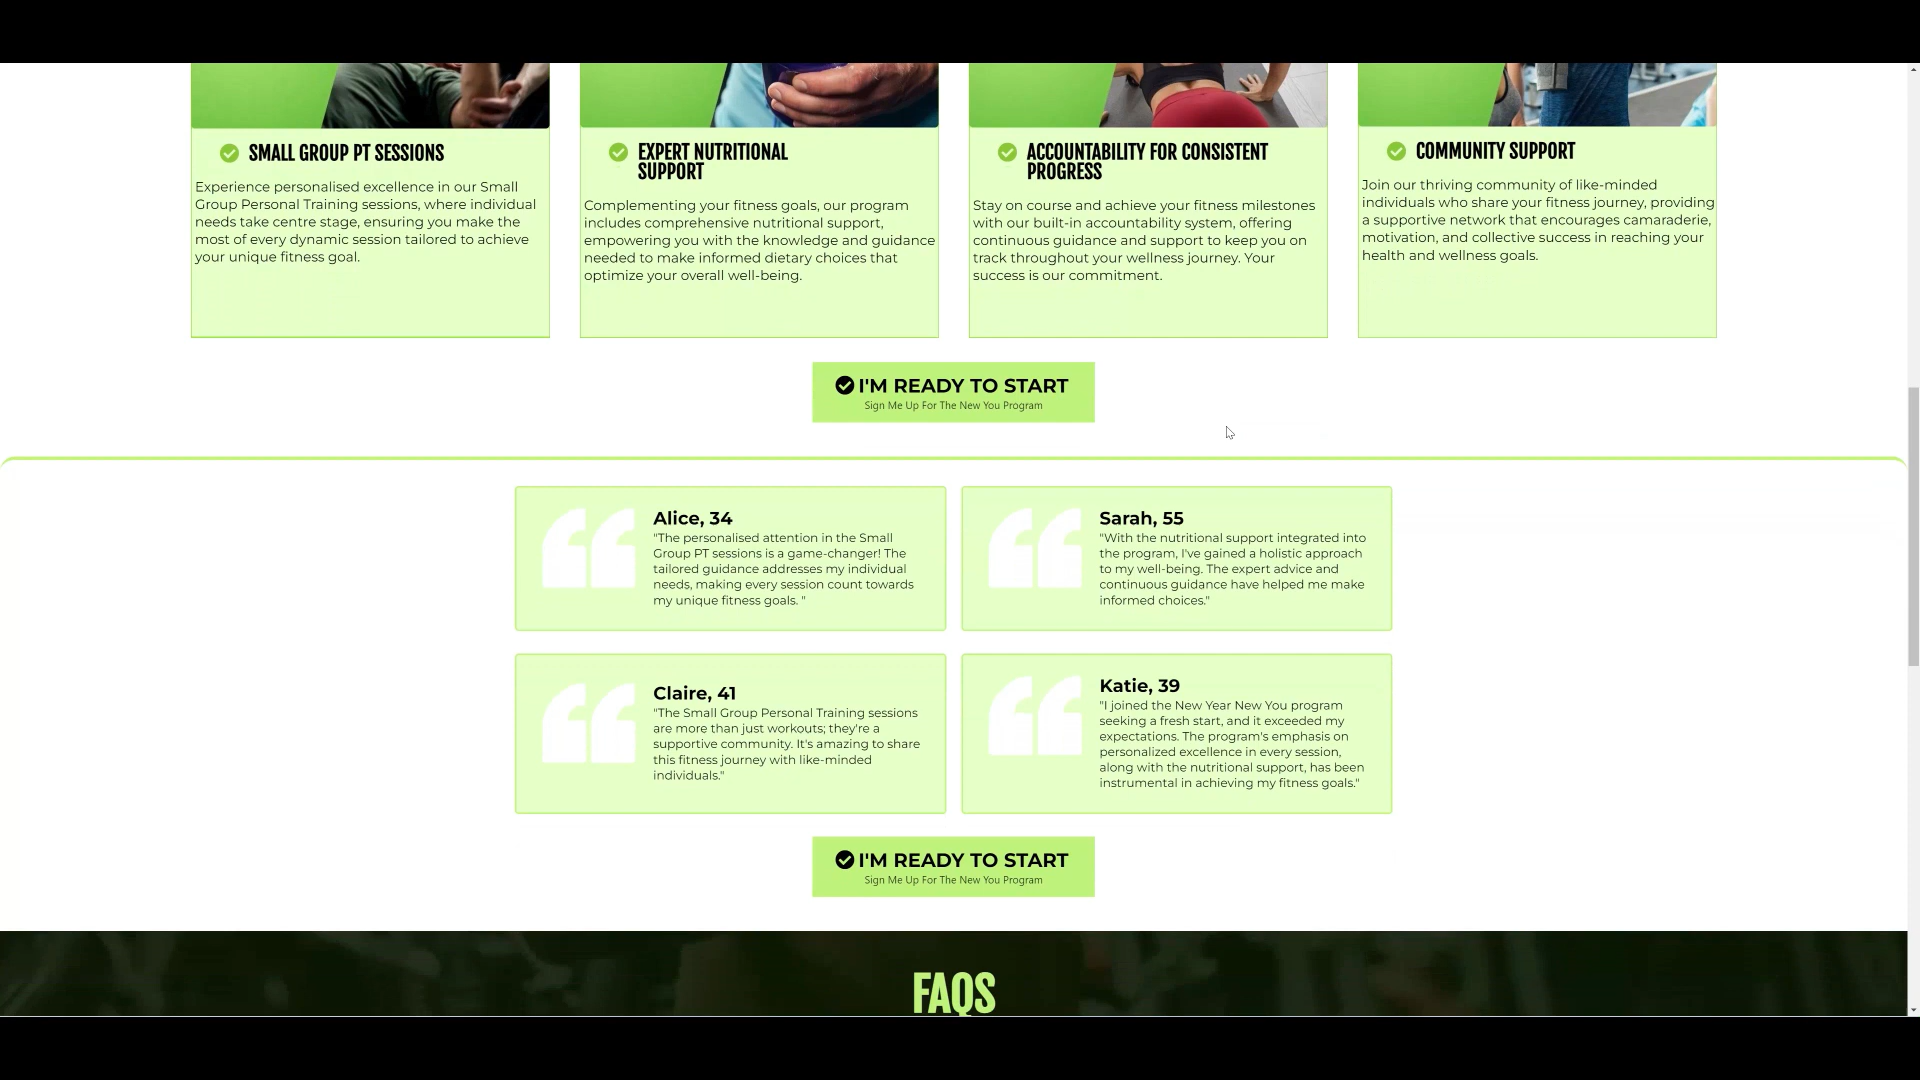 SMALL GROUP PT SESSIONS
Experience personalised excellence in our Small
Group Personal Training sessions, where individual
needs take centre stage, ensuring you make the
most of every dynamic session tailored to achieve
your unique fitness goal.
EXPERT NUTRITIONAL
SUPPORT
Complementing your fitness goals, our program
includes comprehensive nutritional support,
empowering you with the knowledge and guidance
needed to make informed dietary choices that
optimize your overall well-being.
ACCOUNTABILITY FOR CONSISTENT
PROGRESS
Stay on course and achieve your fitness milestones
with our built-in accountability system, offering
continuous guidance and support to keep you on
track throughout your wellness journey. Your
success is our commitment.
COMMUNITY SUPPORT
Join our thriving community of like-minded
individuals who share your fitness journey, providing
a supportive network that encourages camaraderie,
motivation, and collective success in reaching your
health and wellness goals.
I'M READY TO START
Sign Me Up For The New You Program
Alice, 34
"The personalised attention in the Small
Group PT sessions is a game-changer! The
tailored guidance addresses my individual
needs, making every session count towards
my unique fitness goals. "
Sarah, 55
"With the nutritional support integrated into
the program, I've gained a holistic approach
to my well-being. The expert advice and
continuous guidance have helped me make
informed choices."
Claire, 41
"The Small Group Personal Training sessions
are more than just workouts; they're a
supportive community. It's amazing to share
this fitness journey with like-minded
individuals."
Katie, 39
"I joined the New Year New You program
seeking a fresh start, and it exceeded my
expectations. The program's emphasis on
personalized excellence in every session,
along with the nutritional support, has been
instrumental in achieving my fitness goals."
I'M READY TO START
Sign Me Up For The New You Program
FAQS